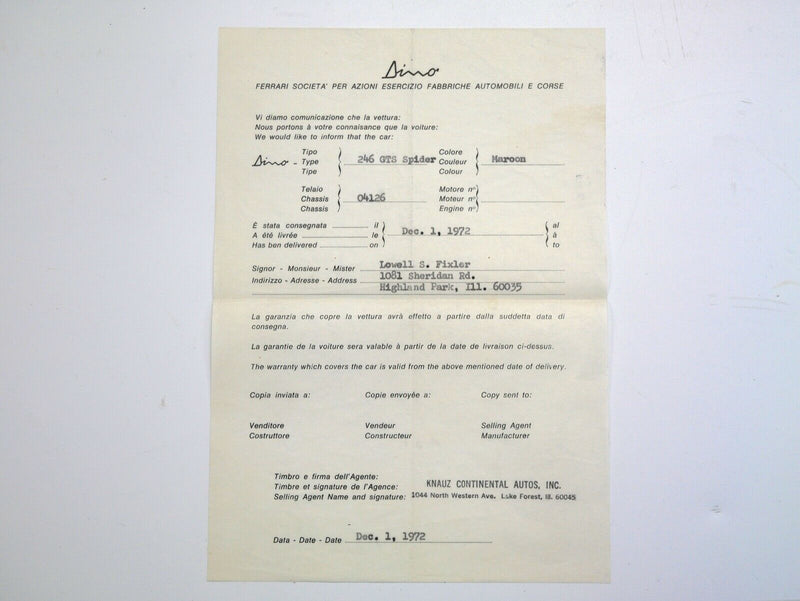 Dino
FERRARI SOCIETA' PER AZIONI ESERCIZIO FABBRICHE AUTOMOBILI E CORSE
Vi diamo comunicazione che la vettura:
Nous portons à votre connaisance que la voiture:
We would like to inform that the car:
Dino - Tipo Type Tipe } 246 GTS Spider Colore Couleur Colour } Maroon
Telaio Chassis Chassis } 04126 Motore n° Moteur n° Engine n° }
È stata consegnata il
A été livrée le
Has ben delivered on } Dec. 1, 1972 } al à to
Signor - Monsieur - Mister Lowell S. Fixler
Indirizzo - Adresse - Address 1081 Sheridan Rd.
Highland Park, Ill. 60035
La garanzia che copre la vettura avrà effetto a partire dalla suddetta data di
consegna.
La garantie de la voiture sera valable à partir de la date de livraison ci-dessus.
The warranty which covers the car is valid from the above mentioned date of delivery.
Copia inviata a: Copie envoyée a: Copy sent to:
Venditore Vendeur Selling Agent
Costruttore Constructeur Manufacturer
Timbro e firma dell'Agente:
Timbre et signature de l'Agence: KNAUZ CONTINENTAL AUTOS, INC.
Selling Agent Name and signature: 1044 North Western Ave. Lake Forest, Ill. 60045
Data - Date - Date Dec. 1, 1972